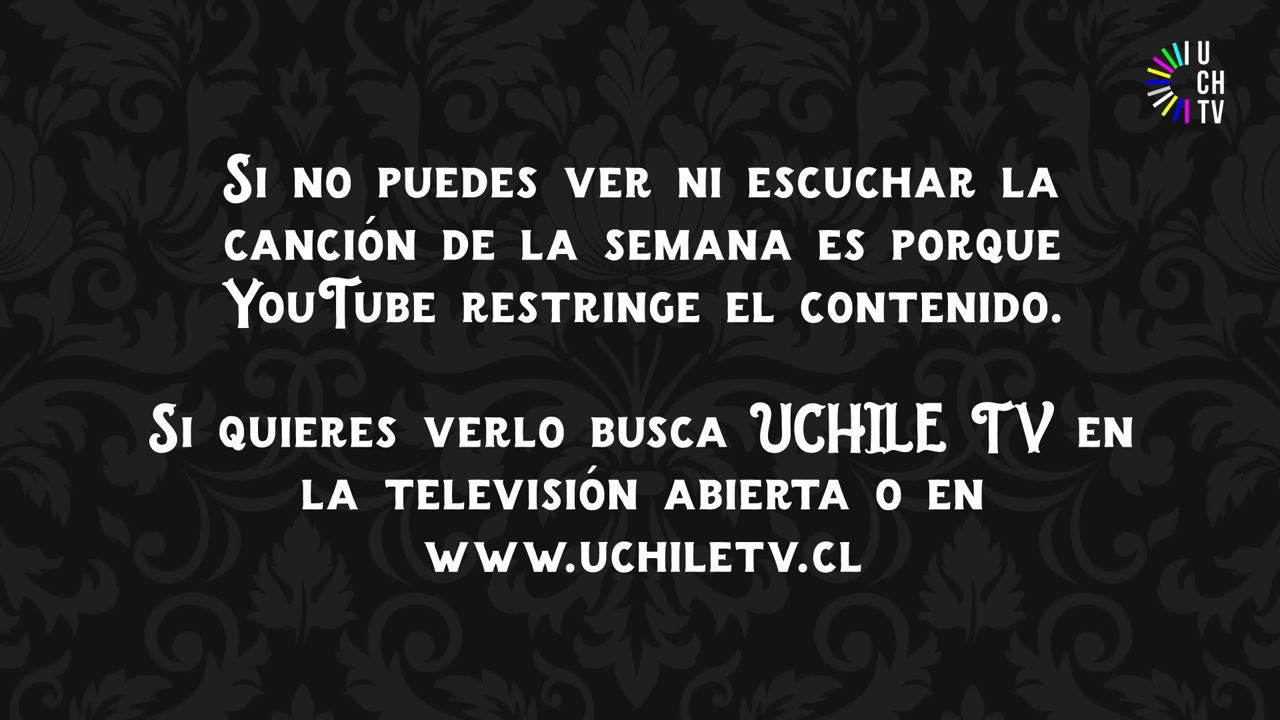 U
CH
TV
Si no puedes ver ni escuchar la
canción de la semana es porque
YouTube restringe el contenido.
Si quieres verlo busca UCHILE TV en
la televisión abierta o en
www.uchiletv.cl